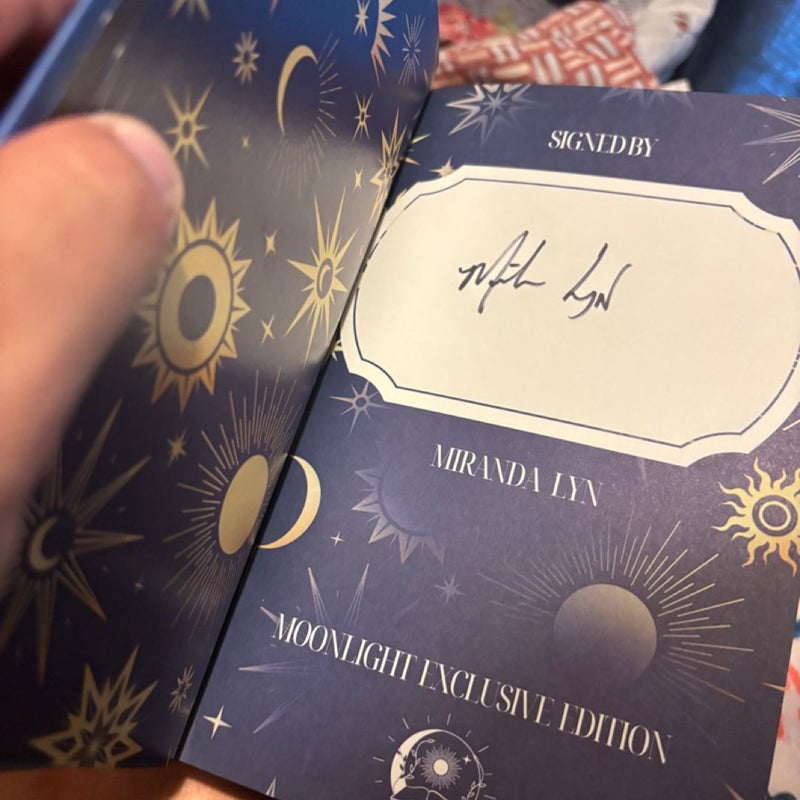 SIGNED BY
MIRANDA LYN
MOONLIGHT EXCLUSIVE EDITION